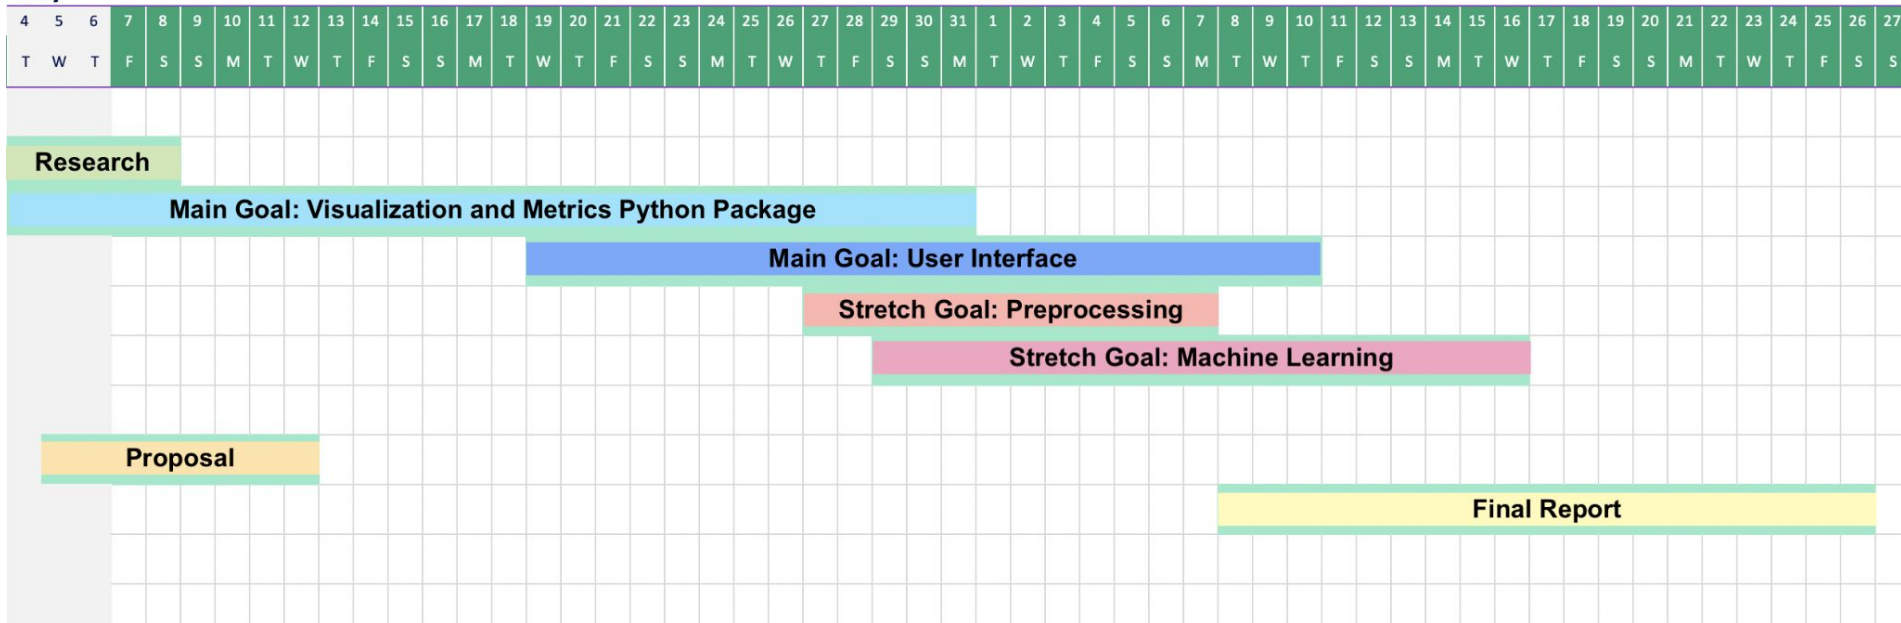 4 5 6 7 8 9 10 11 12 13 14 15 16 17 18 19 20 21 22 23 24 25 26 27 28 29 30 31 1 2 3 4 5 6 7 8 9 10 11 12 13 14 15 16 17 18 19 20 21 22 23 24 25 26 27
T W T F S S M T W T F S S M T W T F S S M T W T F S S M T W T F S S M T W T F S S M T W T F S S M T W T F S S
Research
Main Goal: Visualization and Metrics Python Package
Main Goal: User Interface
Stretch Goal: Preprocessing
Stretch Goal: Machine Learning
Proposal
Final Report